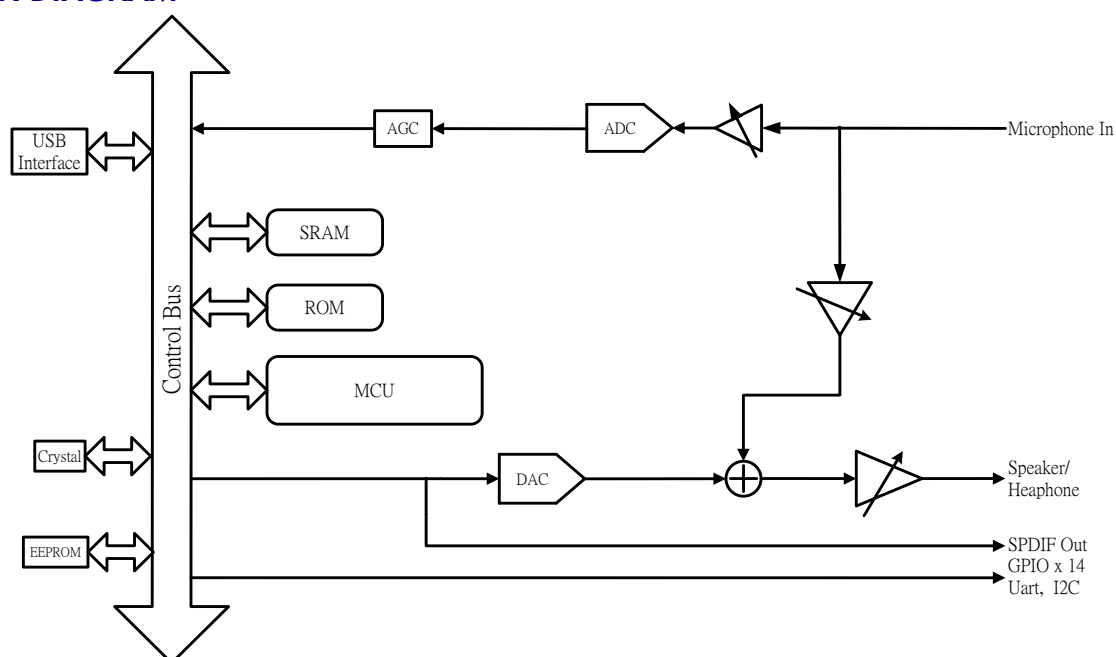 USB
Interface
AGC
ADC
Microphone In
SRAM
ROM
Control Bus
MCU
Crystal
DAC
Speaker/
Heaphone
EEPROM
SPDIF Out
GPIO x 14
Uart, I2C